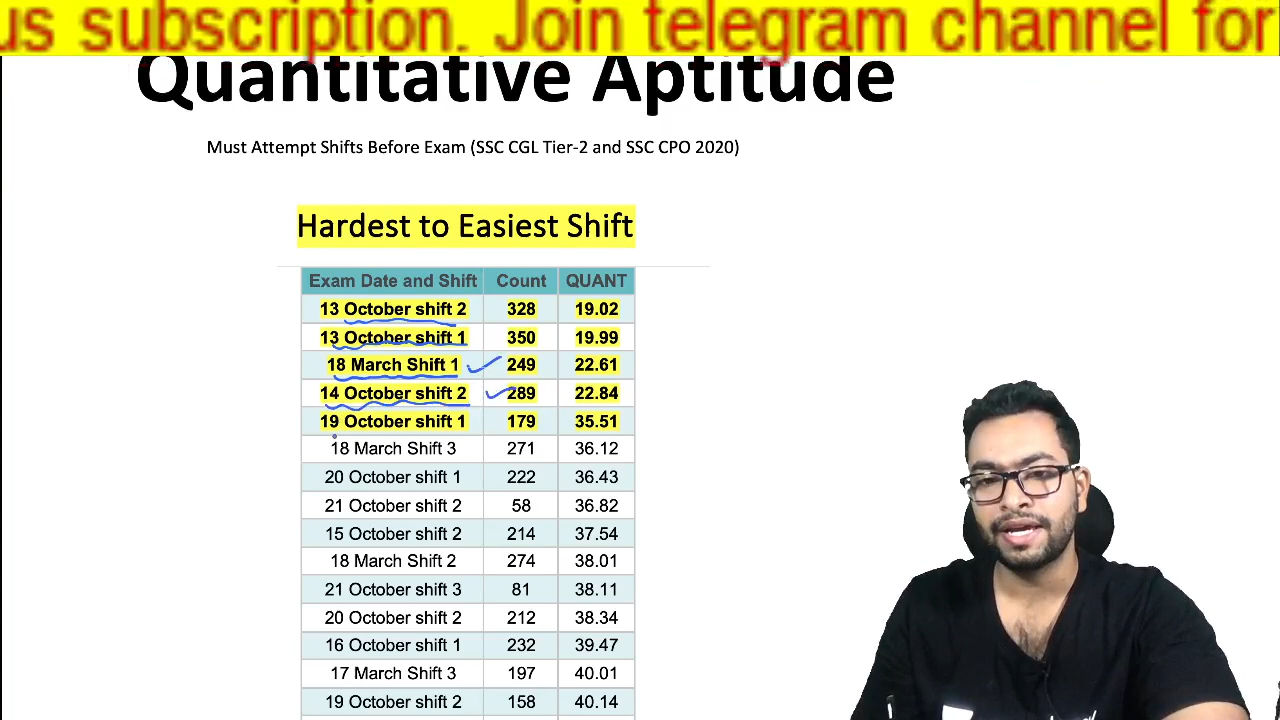 us subscription. Join telegram channel for
Quantitative Aptitude
Must Attempt Shifts Before Exam (SSC CGL Tier-2 and SSC CPO 2020)
Hardest to Easiest Shift
Exam Date and Shift Count QUANT
13 October shift 2 328 19.02
13 October shift 1 350 19.99
18 March Shift 1 249 22.61
14 October shift 2 289 22.84
19 October shift 1 179 35.51
18 March Shift 3 271 36.12
20 October shift 1 222 36.43
21 October shift 2 58 36.82
15 October shift 2 214 37.54
18 March Shift 2 274 38.01
21 October shift 3 81 38.11
20 October shift 2 212 38.34
16 October shift 1 232 39.47
17 March Shift 3 197 40.01
19 October shift 2 158 40.14